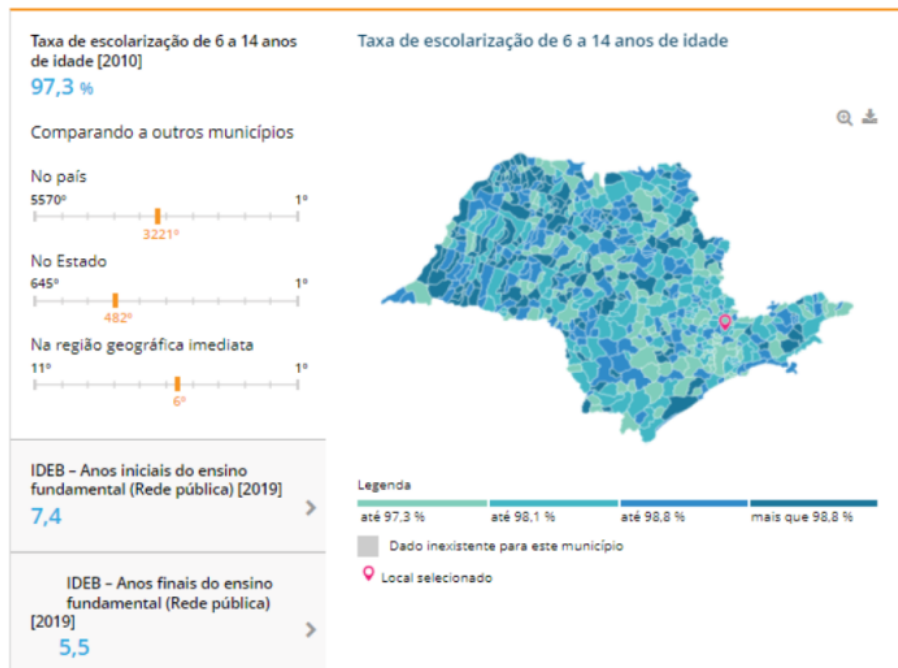 Taxa de escolarização de 6 a 14 anos
de idade [2010]
97,3 %
Comparando a outros municípios
No país
5570º 1º
3221º
No Estado
645º 1º
482º
Na região geográfica imediata
11º 1º
6º
IDEB – Anos iniciais do ensino
fundamental (Rede pública) [2019]
7,4
IDEB – Anos finais do ensino
fundamental (Rede pública)
[2019]
5,5
Taxa de escolarização de 6 a 14 anos de idade
Legenda
até 97,3 % até 98,1 % até 98,8 % mais que 98,8 %
Dado inexistente para este município
Local selecionado